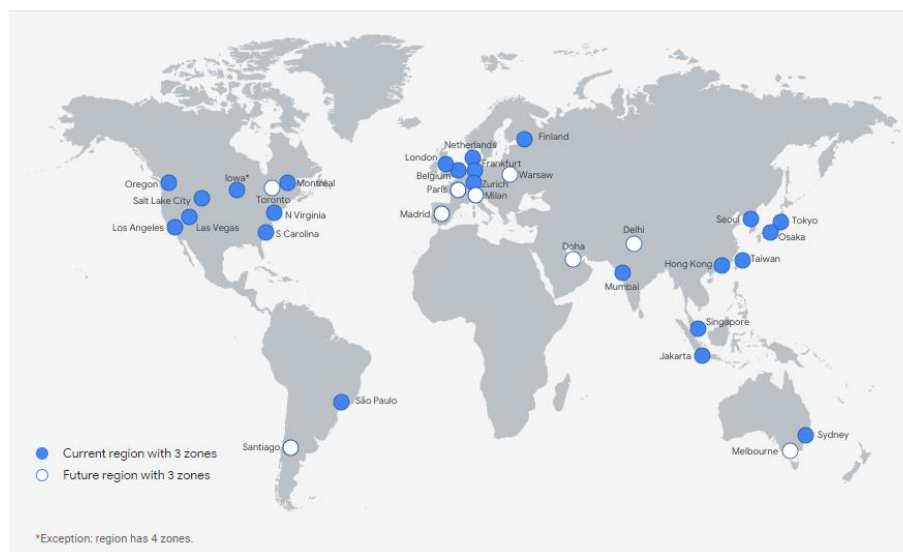 Finland
Netherlands
London
Frankfurt
Belgium
Warsaw
Zurich
Paris
Milan
Madrid
Oregon
Iowa*
Montréal
Salt Lake City
Toronto
N Virginia
Los Angeles
Las Vegas
S Carolina
Seoul
Tokyo
Osaka
Delhi
Doha
Hong Kong
Taiwan
Mumbai
Singapore
Jakarta
São Paulo
Santiago
Sydney
Melbourne
Current region with 3 zones
Future region with 3 zones
*Exception: region has 4 zones.